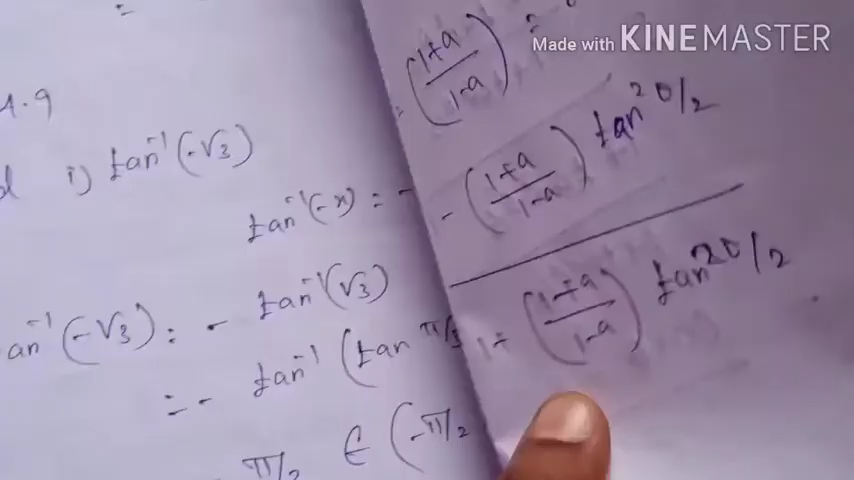 Made with KINEMASTER
4.9
i) tan⁻¹(-√3)
tan⁻¹(-x) = -
an⁻¹(-√3) = - tan⁻¹(√3)
= - tan⁻¹(tan π/3
π/2 ∈ (-π/2
(1+a/1-a)
- (1+a/1-a) tan²θ/2
1+ (1+a/1-a) tan²θ/2